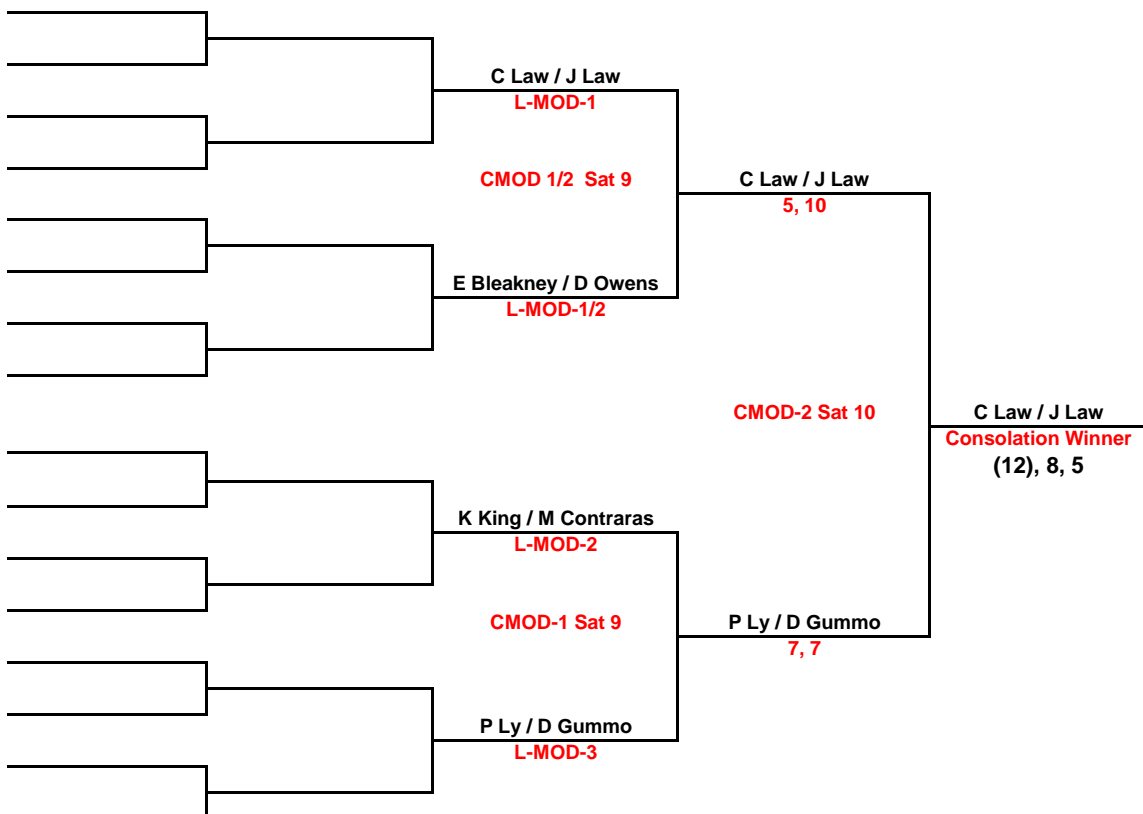 C Law / J Law
L-MOD-1
CMOD 1/2  Sat 9
C Law / J Law
5, 10
E Bleakney / D Owens
L-MOD-1/2
CMOD-2 Sat 10
C Law / J Law
Consolation Winner
(12), 8, 5
K King / M Contraras
L-MOD-2
CMOD-1 Sat 9
P Ly / D Gummo
7, 7
P Ly / D Gummo
L-MOD-3